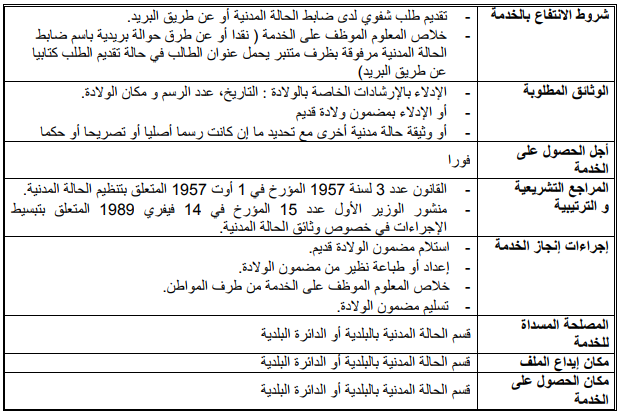 شروط الانتفاع بالخدمة
- تقديم طلب شفوي لدى ضابط الحالة المدنية أو عن طريق البريد.
- خلاص المعلوم الموظف على الخدمة ( نقدا أو عن طرق حوالة بريدية باسم ضابط
الحالة المدنية مرفوقة بظرف متنبر يحمل عنوان الطالب في حالة تقديم الطلب كتابيا
عن طريق البريد)
الوثائق المطلوبة
- الإدلاء بالإرشادات الخاصة بالولادة : التاريخ، عدد الرسم و مكان الولادة.
- أو الإدلاء بمضمون ولادة قديم
- أو وثيقة حالة مدنية أخرى مع تحديد ما إن كانت رسما أصليا أو تصريحا أو حكما
أجل الحصول على
الخدمة
فورا
المراجع التشريعية
و الترتيبية
- القانون عدد 3 لسنة 1957 المؤرخ في 1 أوت 1957 المتعلق بتنظيم الحالة المدنية.
- منشور الوزير الأول عدد 15 المؤرخ في 14 فيفري 1989 المتعلق بتبسيط
الإجراءات في خصوص وثائق الحالة المدنية.
إجراءات إنجاز الخدمة
- استلام مضمون الولادة قديم.
- إعداد أو طباعة نظير من مضمون الولادة.
- خلاص المعلوم الموظف على الخدمة من طرف المواطن.
- تسليم مضمون الولادة.
المصلحة المسداة
للخدمة
قسم الحالة المدنية بالبلدية أو الدائرة البلدية
مكان إيداع الملف
قسم الحالة المدنية بالبلدية أو الدائرة البلدية
مكان الحصول على
الخدمة
قسم الحالة المدنية بالبلدية أو الدائرة البلدية